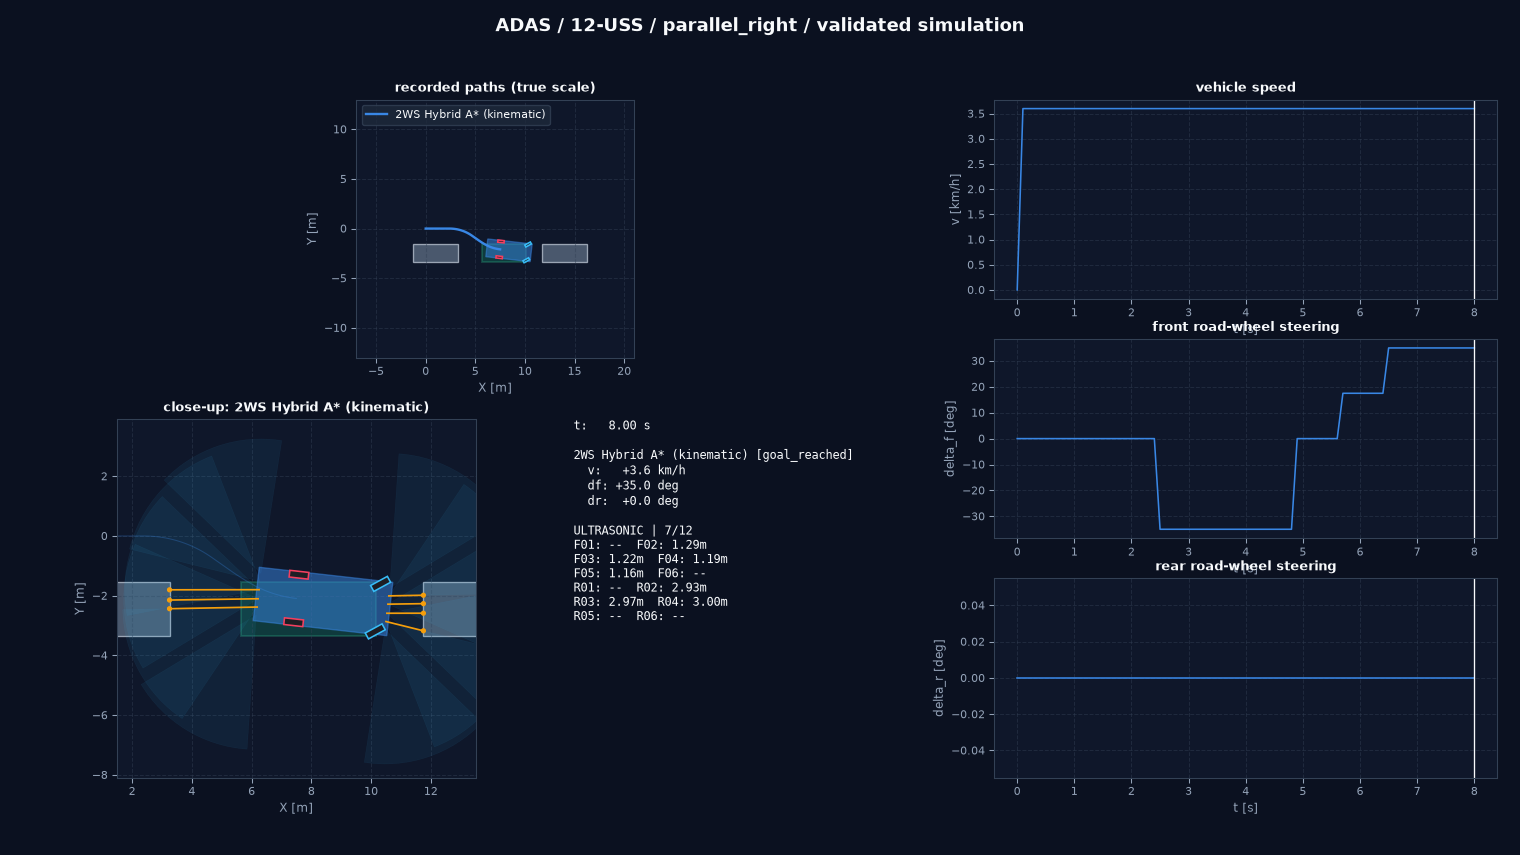 ADAS / 12-USS / parallel_right / validated simulation
recorded paths (true scale)
2WS Hybrid A* (kinematic)
10
5
0
−5
−10
Y [m]
−5 0 5 10 15 20
X [m]
close-up: 2WS Hybrid A* (kinematic)
2
0
−2
−4
−6
−8
Y [m]
2 4 6 8 10 12
X [m]
t:   8.00 s
2WS Hybrid A* (kinematic) [goal_reached]
v:   +3.6 km/h
df: +35.0 deg
dr:  +0.0 deg
ULTRASONIC | 7/12
F01: --  F02: 1.29m
F03: 1.22m  F04: 1.19m
F05: 1.16m  F06: --
R01: --  R02: 2.93m
R03: 2.97m  R04: 3.00m
R05: --  R06: --
vehicle speed
3.5
3.0
2.5
2.0
1.5
1.0
0.5
0.0
v [km/h]
0 1 2 3 4 5 6 7 8
front road-wheel steering
30
20
10
0
−10
−20
−30
delta_f [deg]
0 1 2 3 4 5 6 7 8
rear road-wheel steering
0.04
0.02
0.00
−0.02
−0.04
delta_r [deg]
0 1 2 3 4 5 6 7 8
t [s]